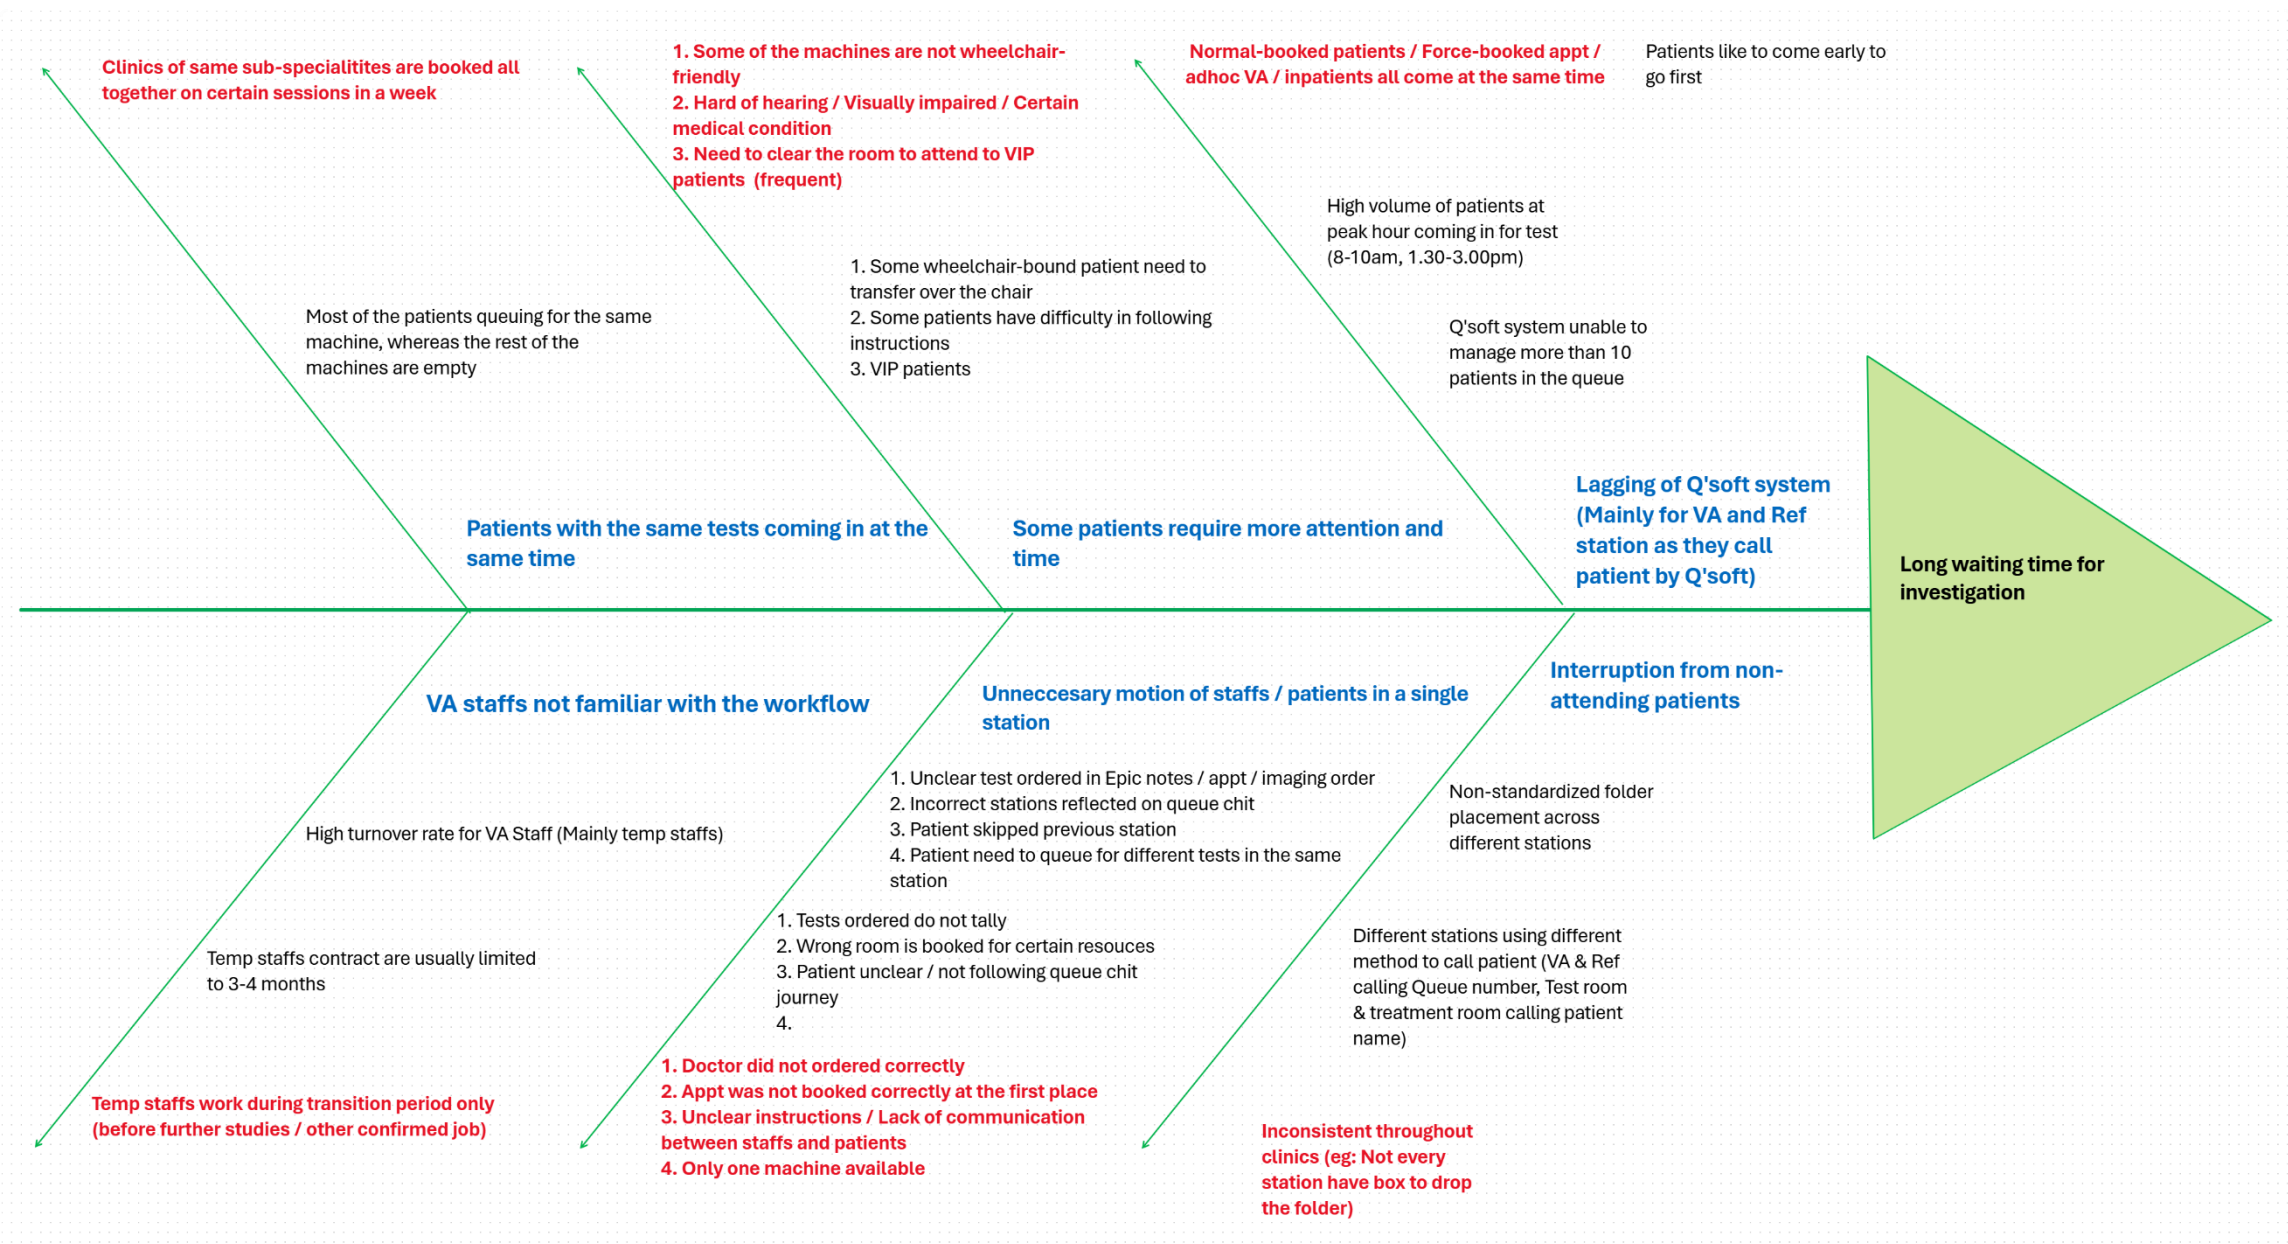 Clinics of same sub-specialitites are booked all
together on certain sessions in a week
1. Some of the machines are not wheelchair-
friendly
2. Hard of hearing / Visually impaired / Certain
medical condition
3. Need to clear the room to attend to VIP
patients (frequent)
Normal-booked patients / Force-booked appt /
adhoc VA / inpatients all come at the same time
Patients like to come early to
go first
Most of the patients queuing for the same
machine, whereas the rest of the
machines are empty
1. Some wheelchair-bound patient need to
transfer over the chair
2. Some patients have difficulty in following
instructions
3. VIP patients
High volume of patients at
peak hour coming in for test
(8-10am, 1.30-3.00pm)
Q'soft system unable to
manage more than 10
patients in the queue
Patients with the same tests coming in at the
same time
Some patients require more attention and
time
Lagging of Q'soft system
(Mainly for VA and Ref
station as they call
patient by Q'soft)
Long waiting time for
investigation
VA staffs not familiar with the workflow
Unneccesary motion of staffs / patients in a single
station
Interruption from non-
attending patients
High turnover rate for VA Staff (Mainly temp staffs)
Temp staffs contract are usually limited
to 3-4 months
Temp staffs work during transition period only
(before further studies / other confirmed job)
1. Unclear test ordered in Epic notes / appt / imaging order
2. Incorrect stations reflected on queue chit
3. Patient skipped previous station
4. Patient need to queue for different tests in the same
station
1. Tests ordered do not tally
2. Wrong room is booked for certain resouces
3. Patient unclear / not following queue chit
journey
4.
1. Doctor did not ordered correctly
2. Appt was not booked correctly at the first place
3. Unclear instructions / Lack of communication
between staffs and patients
4. Only one machine available
Non-standardized folder
placement across
different stations
Different stations using different
method to call patient (VA & Ref
calling Queue number, Test room
& treatment room calling patient
name)
Inconsistent throughout
clinics (eg: Not every
station have box to drop
the folder)